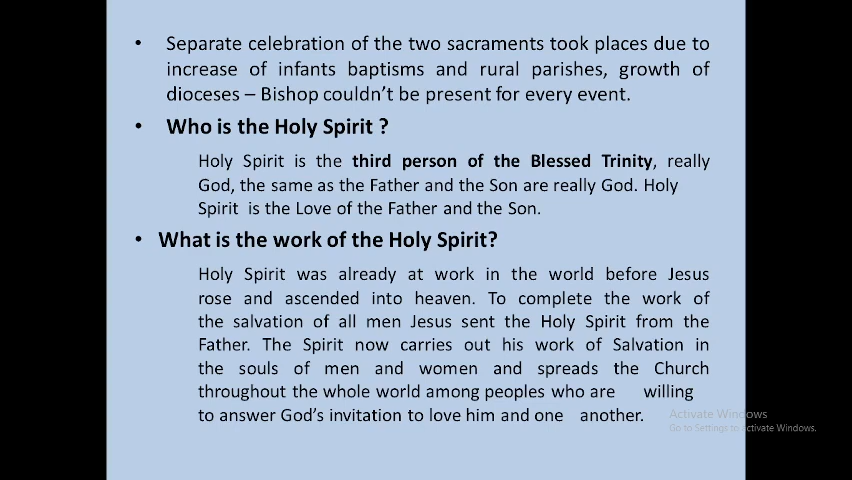 • Separate celebration of the two sacraments took places due to
increase of infants baptisms and rural parishes, growth of
dioceses – Bishop couldn't be present for every event.
• Who is the Holy Spirit ?
Holy Spirit is the third person of the Blessed Trinity, really
God, the same as the Father and the Son are really God. Holy
Spirit is the Love of the Father and the Son.
• What is the work of the Holy Spirit?
Holy Spirit was already at work in the world before Jesus
rose and ascended into heaven. To complete the work of
the salvation of all men Jesus sent the Holy Spirit from the
Father. The Spirit now carries out his work of Salvation in
the souls of men and women and spreads the Church
throughout the whole world among peoples who are willing
to answer God's invitation to love him and one another.
Activate Windows
Go to Settings to Activate Windows.